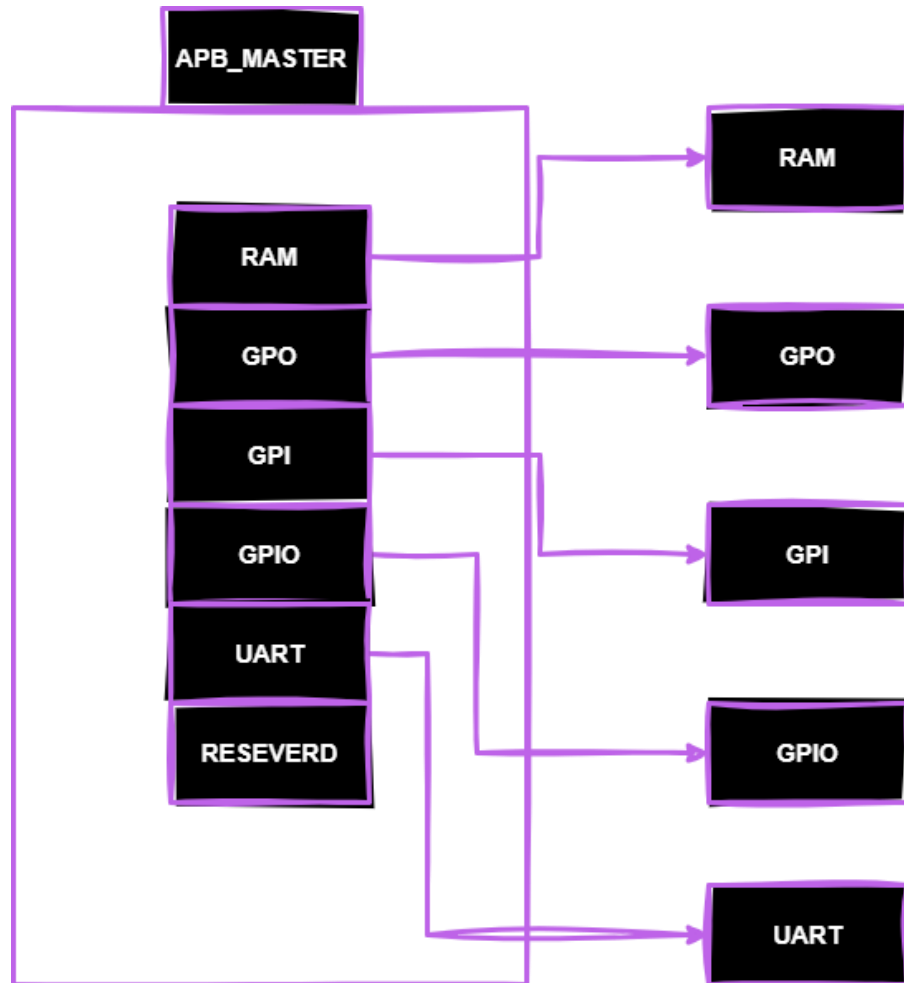 APB_MASTER
RAM
GPO
GPI
GPIO
UART
RESEVERD
RAM
GPO
GPI
GPIO
UART